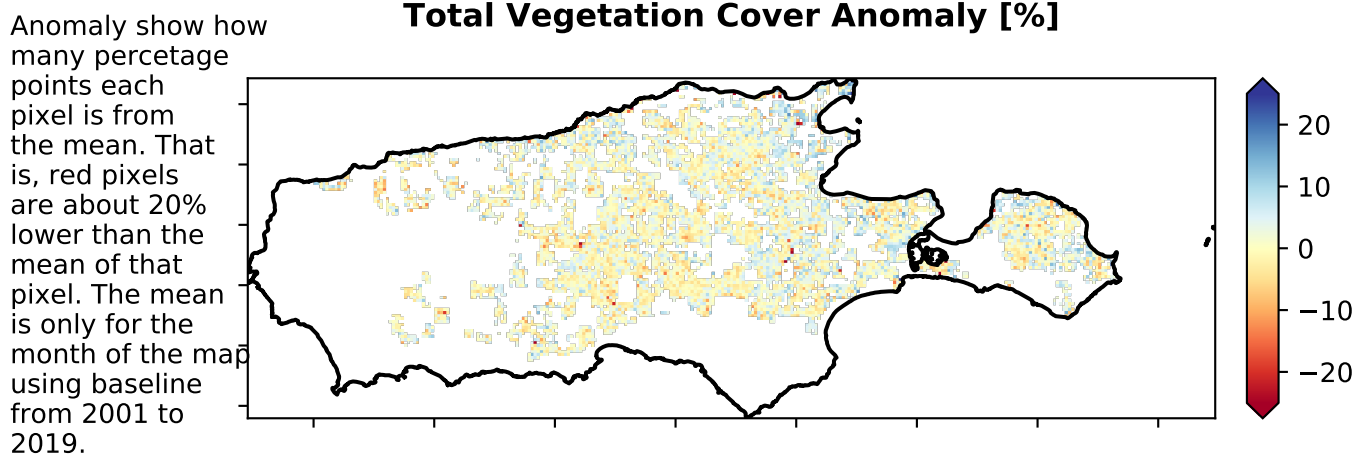 Total Vegetation Cover Anomaly [%]
Anomaly show how
many percetage
points each
pixel is from
the mean. That
is, red pixels
are about 20%
lower than the
mean of that
pixel. The mean
is only for the
month of the map
using baseline
from 2001 to
2019.
20
10
0
−10
−20